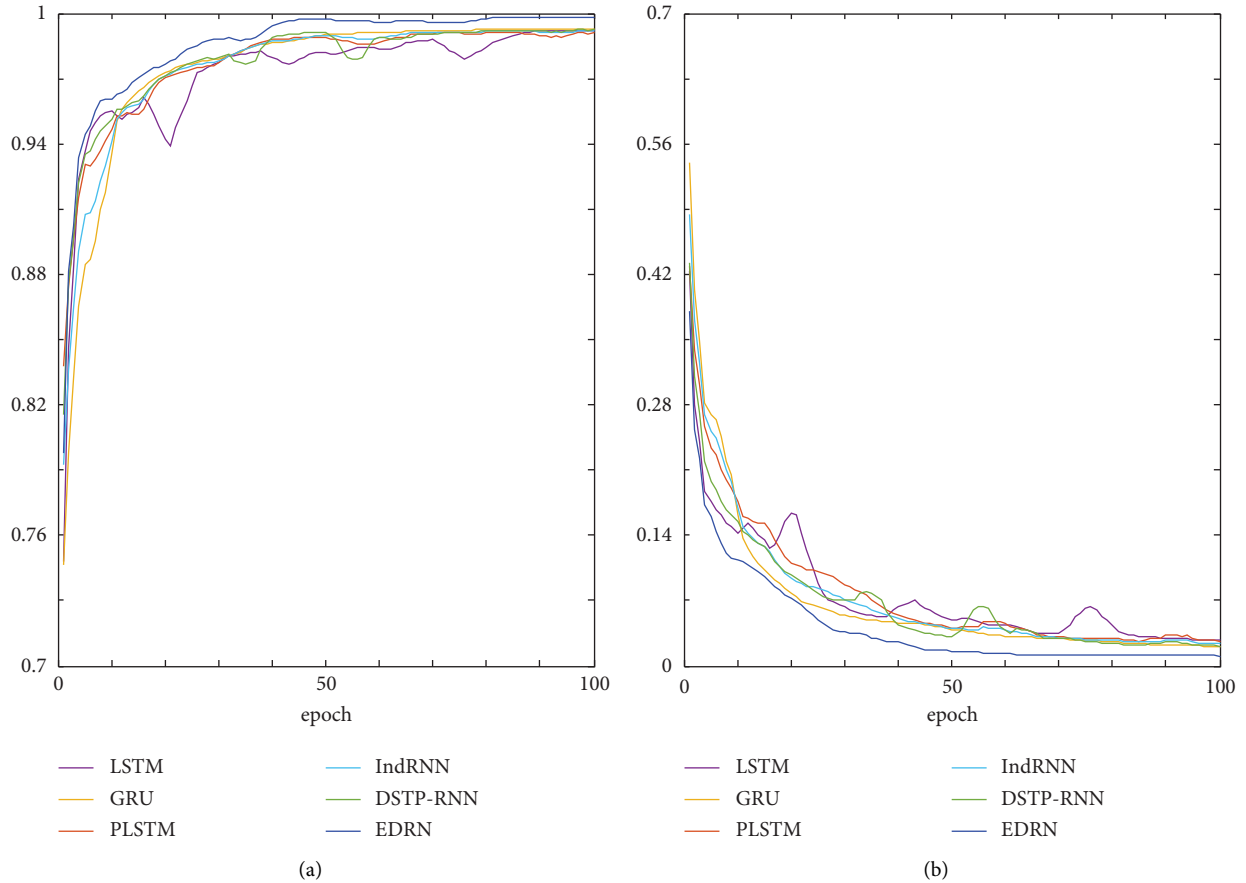 1
0.94
0.88
0.82
0.76
0.7
0 50 100
epoch
LSTM IndRNN
GRU DSTP-RNN
PLSTM EDRN
(a)
0.7
0.56
0.42
0.28
0.14
0
0 50 100
epoch
LSTM IndRNN
GRU DSTP-RNN
PLSTM EDRN
(b)